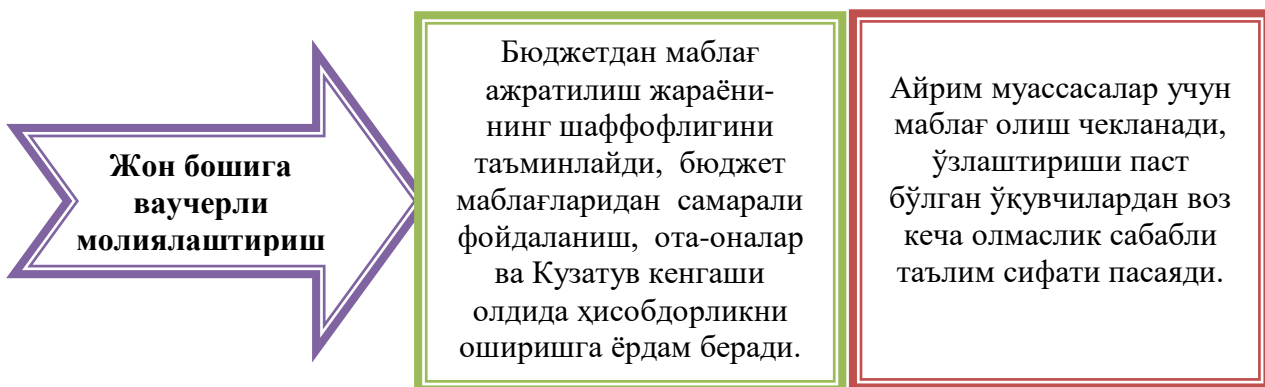 Жон бошига
ваучерли
молиялаштириш
Бюджетдан маблағ
ажратилиш жараёни-
нинг шаффофлигини
таъминлайди, бюджет
маблағларидан самарали
фойдаланиш, ота-оналар
ва Кузатув кенгаши
олдида ҳисобдорликни
оширишга ёрдам беради.
Айрим муассасалар учун
маблағ олиш чекланади,
ўзлаштириши паст
бўлган ўқувчилардан воз
кеча олмаслик сабабли
таълим сифати пасаяди.